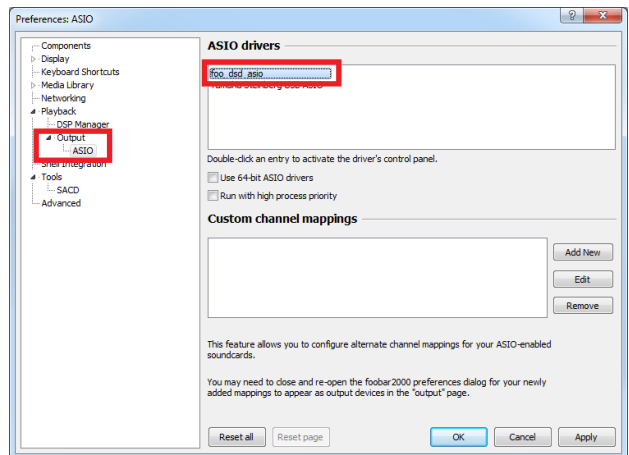 Preferences: ASIO
Components
Display
Keyboard Shortcuts
Media Library
Networking
Playback
DSP Manager
Output
ASIO
Shell Integration
Tools
SACD
Advanced
ASIO drivers
foo_dsd_asio
Yamaha Steinberg USB ASIO
Double-click an entry to activate the driver's control panel.
Use 64-bit ASIO drivers
Run with high process priority
Custom channel mappings
Add New
Edit
Remove
This feature allows you to configure alternate channel mappings for your ASIO-enabled
soundcards.
You may need to close and re-open the foobar2000 preferences dialog for your newly
added mappings to appear as output devices in the "output" page.
Reset all
Reset page
OK
Cancel
Apply